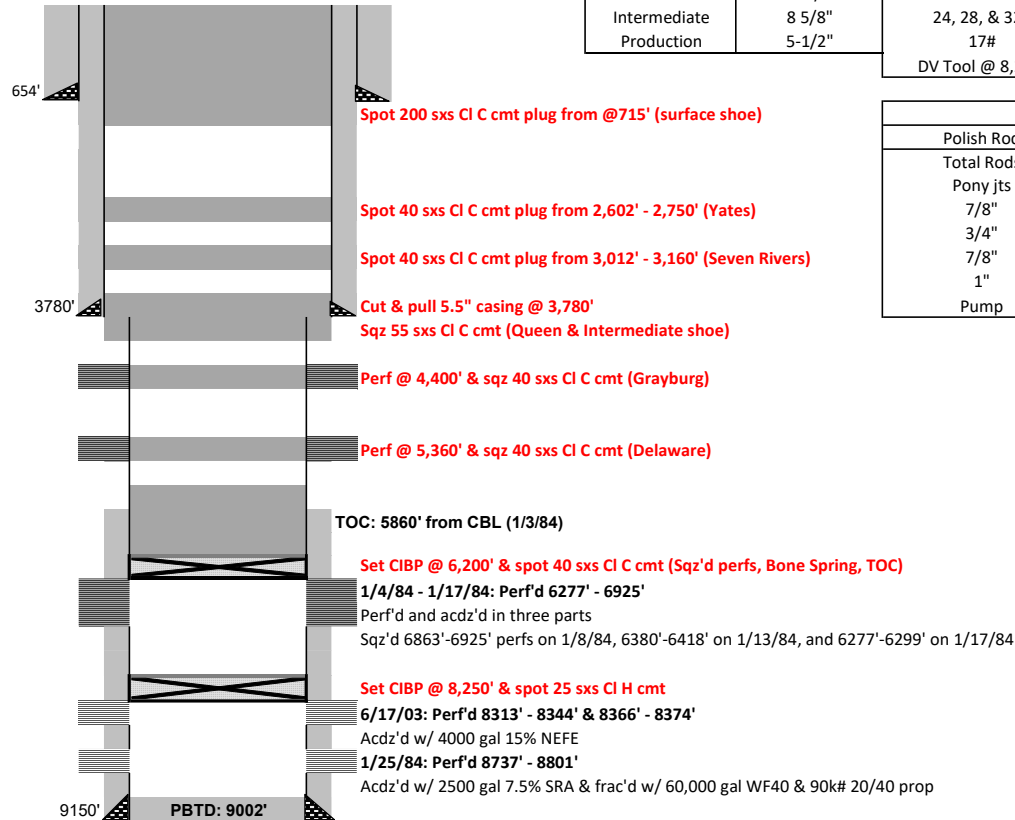 Intermediate 8 5/8" 24, 28, &
Production 5-1/2" 17#
DV Tool @ 8,
654'
Spot 200 sxs Cl C cmt plug from @715' (surface shoe)
Polish Rod
Total Rods
Pony jts
7/8"
3/4"
7/8"
1"
Pump
Spot 40 sxs Cl C cmt plug from 2,602' - 2,750' (Yates)
Spot 40 sxs Cl C cmt plug from 3,012' - 3,160' (Seven Rivers)
3780'
Cut & pull 5.5" casing @ 3,780'
Sqz 55 sxs Cl C cmt (Queen & Intermediate shoe)
Perf @ 4,400' & sqz 40 sxs Cl C cmt (Grayburg)
Perf @ 5,360' & sqz 40 sxs Cl C cmt (Delaware)
TOC: 5860' from CBL (1/3/84)
Set CIBP @ 6,200' & spot 40 sxs Cl C cmt (Sqz'd perfs, Bone Spring, TOC)
1/4/84 - 1/17/84: Perf'd 6277' - 6925'
Perf'd and acdz'd in three parts
Sqz'd 6863'-6925' perfs on 1/8/84, 6380'-6418' on 1/13/84, and 6277'-6299' on 1/17/84
Set CIBP @ 8,250' & spot 25 sxs Cl H cmt
6/17/03: Perf'd 8313' - 8344' & 8366' - 8374'
Acdz'd w/ 4000 gal 15% NEFE
1/25/84: Perf'd 8737' - 8801'
Acdz'd w/ 2500 gal 7.5% SRA & frac'd w/ 60,000 gal WF40 & 90k# 20/40 prop
9150'
PBTD: 9002'